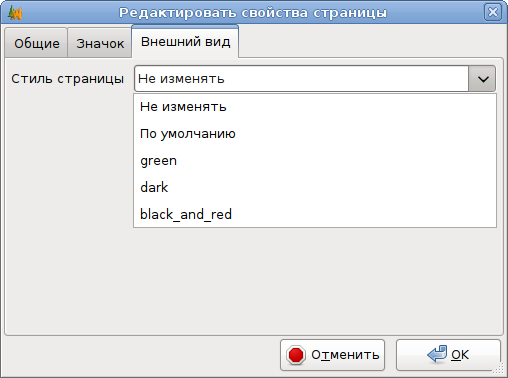 Редактировать свойства страницы
Общие Значок Внешний вид
Стиль страницы Не изменять
Не изменять
По умолчанию
green
dark
black_and_red
Отменить OK